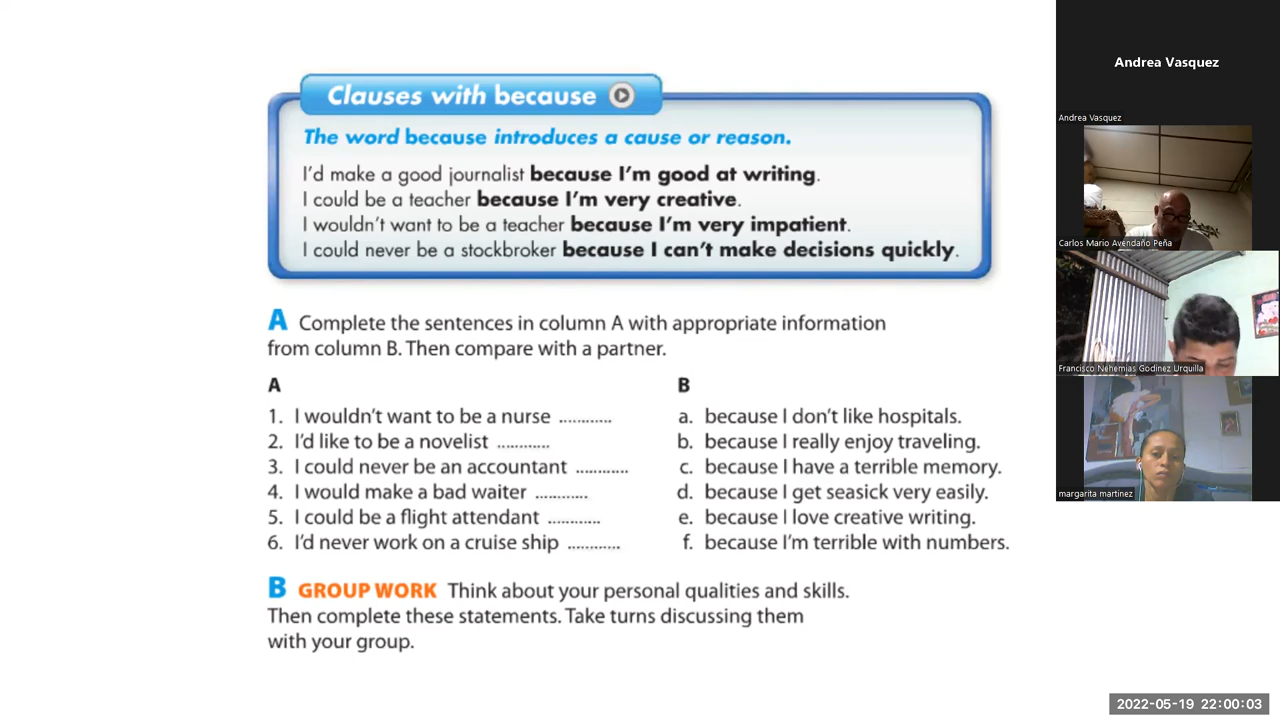 Clauses with because
The word because introduces a cause or reason.
I'd make a good journalist because I'm good at writing.
I could be a teacher because I'm very creative.
I wouldn't want to be a teacher because I'm very impatient.
I could never be a stockbroker because I can't make decisions quickly.
A Complete the sentences in column A with appropriate information
from column B. Then compare with a partner.
A
1. I wouldn't want to be a nurse ............
2. I'd like to be a novelist ............
3. I could never be an accountant ............
4. I would make a bad waiter ............
5. I could be a flight attendant ............
6. I'd never work on a cruise ship ............
B
a. because I don't like hospitals.
b. because I really enjoy traveling.
c. because I have a terrible memory.
d. because I get seasick very easily.
e. because I love creative writing.
f. because I'm terrible with numbers.
B GROUP WORK Think about your personal qualities and skills.
Then complete these statements. Take turns discussing them
with your group.
Andrea Vasquez
Andrea Vasquez
Carlos Mario Avendaño Peña
Francisco Nehemias Godinez Urquilla
margarita martinez
2022-05-19 22:00:03